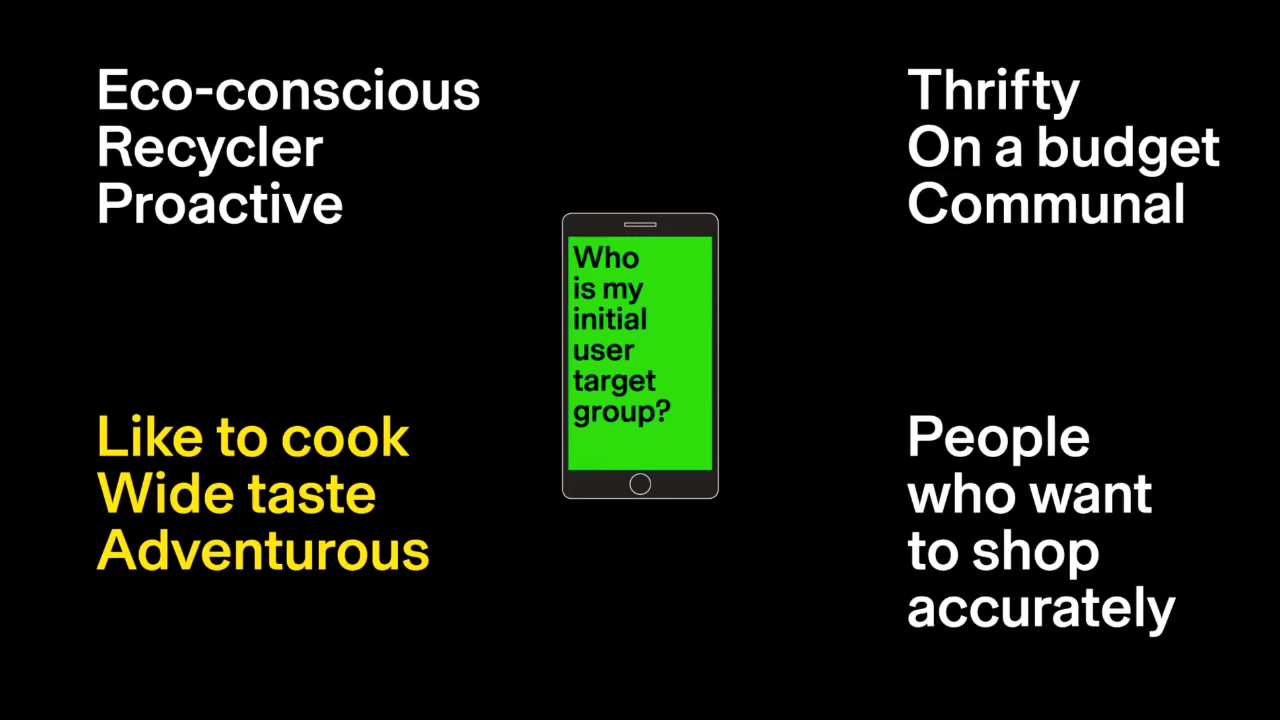 Eco-conscious
Recycler
Proactive
Thrifty
On a budget
Communal
Who
is my
initial
user
target
group?
Like to cook
Wide taste
Adventurous
People
who want
to shop
accurately